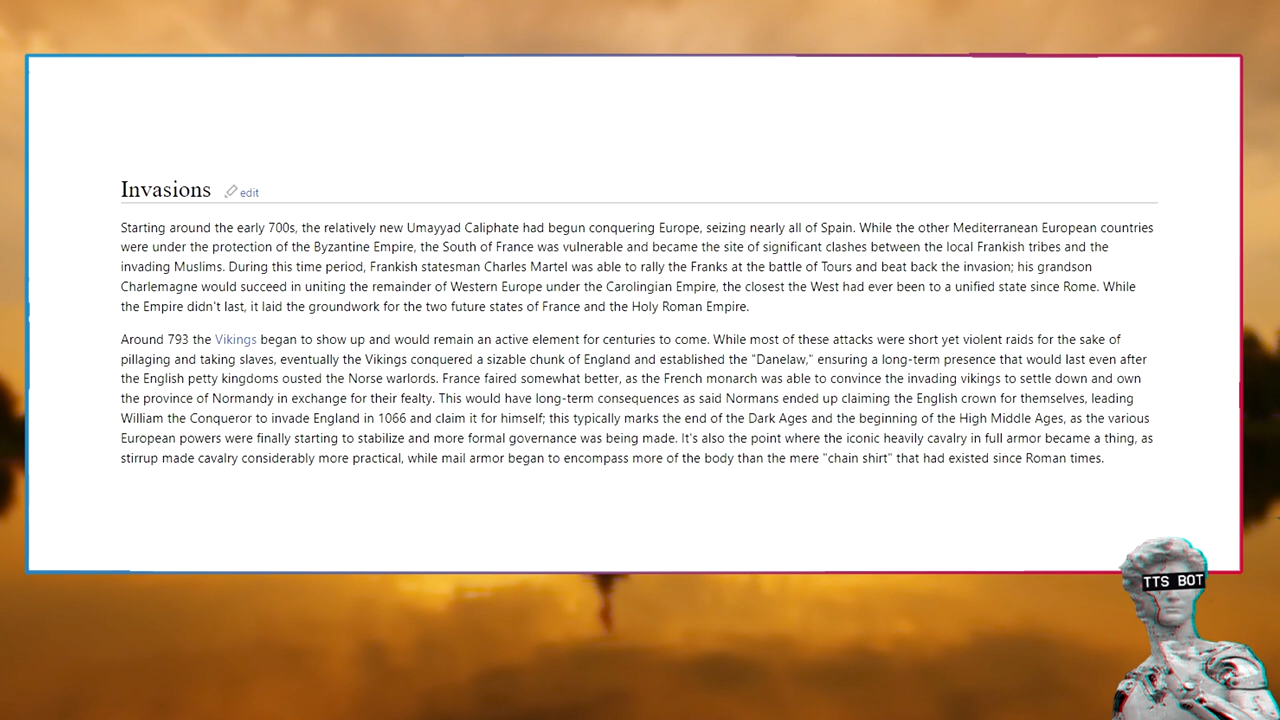 Invasions edit
Starting around the early 700s, the relatively new Umayyad Caliphate had begun conquering Europe, seizing nearly all of Spain. While the other Mediterranean European countries
were under the protection of the Byzantine Empire, the South of France was vulnerable and became the site of significant clashes between the local Frankish tribes and the
invading Muslims. During this time period, Frankish statesman Charles Martel was able to rally the Franks at the battle of Tours and beat back the invasion; his grandson
Charlemagne would succeed in uniting the remainder of Western Europe under the Carolingian Empire, the closest the West had ever been to a unified state since Rome. While
the Empire didn't last, it laid the groundwork for the two future states of France and the Holy Roman Empire.
Around 793 the Vikings began to show up and would remain an active element for centuries to come. While most of these attacks were short yet violent raids for the sake of
pillaging and taking slaves, eventually the Vikings conquered a sizable chunk of England and established the "Danelaw," ensuring a long-term presence that would last even after
the English petty kingdoms ousted the Norse warlords. France faired somewhat better, as the French monarch was able to convince the invading vikings to settle down and own
the province of Normandy in exchange for their fealty. This would have long-term consequences as said Normans ended up claiming the English crown for themselves, leading
William the Conqueror to invade England in 1066 and claim it for himself; this typically marks the end of the Dark Ages and the beginning of the High Middle Ages, as the various
European powers were finally starting to stabilize and more formal governance was being made. It's also the point where the iconic heavily cavalry in full armor became a thing, as
stirrup made cavalry considerably more practical, while mail armor began to encompass more of the body than the mere "chain shirt" that had existed since Roman times.
TTS BOT